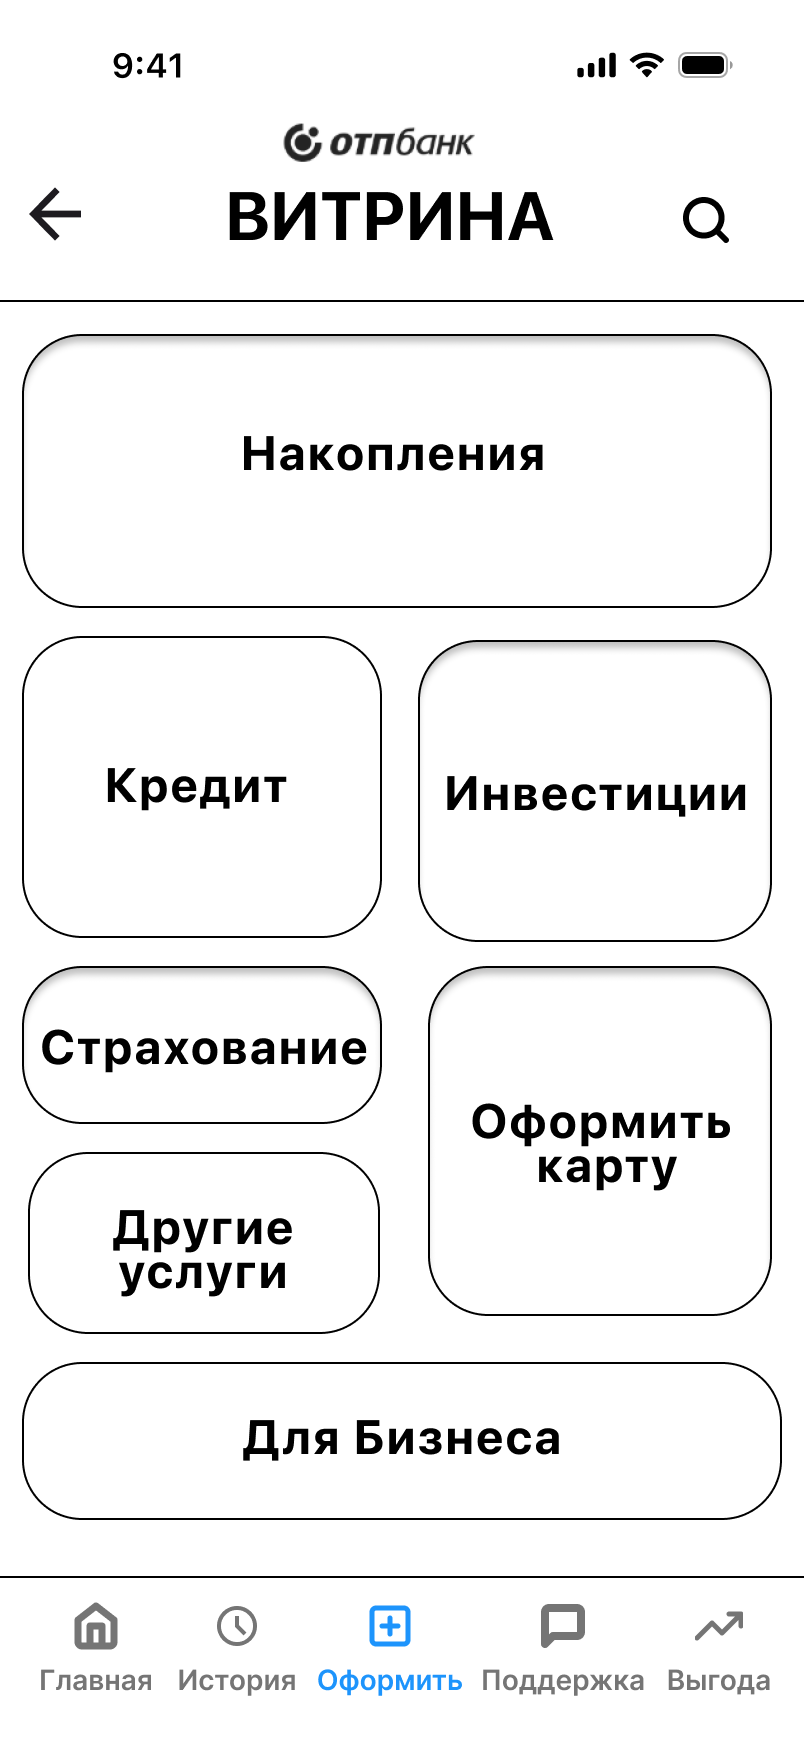 9:41
отпбанк
ВИТРИНА
Накопления
Кредит
Инвестиции
Страхование
Оформить
карту
Другие
услуги
Для Бизнеса
Главная
История
Оформить
Поддержка
Выгода